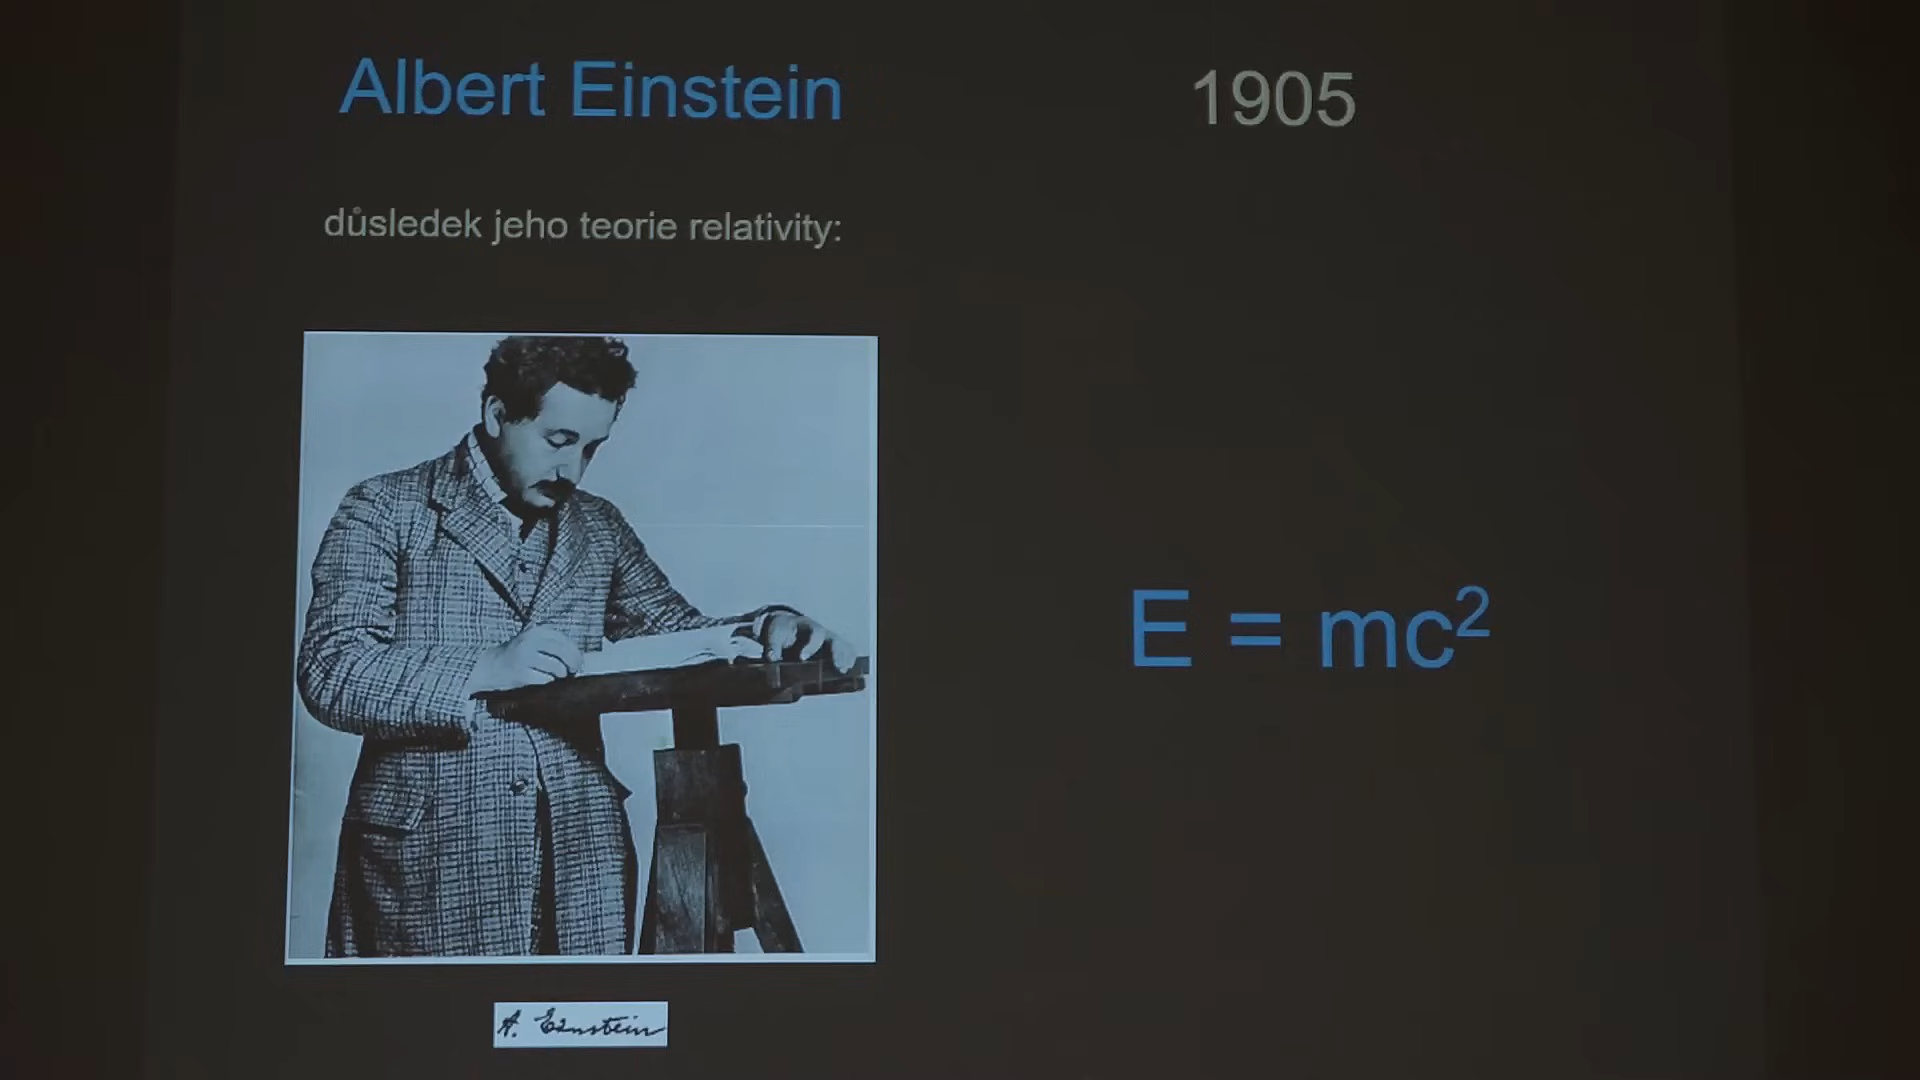 Albert Einstein
1905
důsledek jeho teorie relativity:
E = mc²
A. Einstein